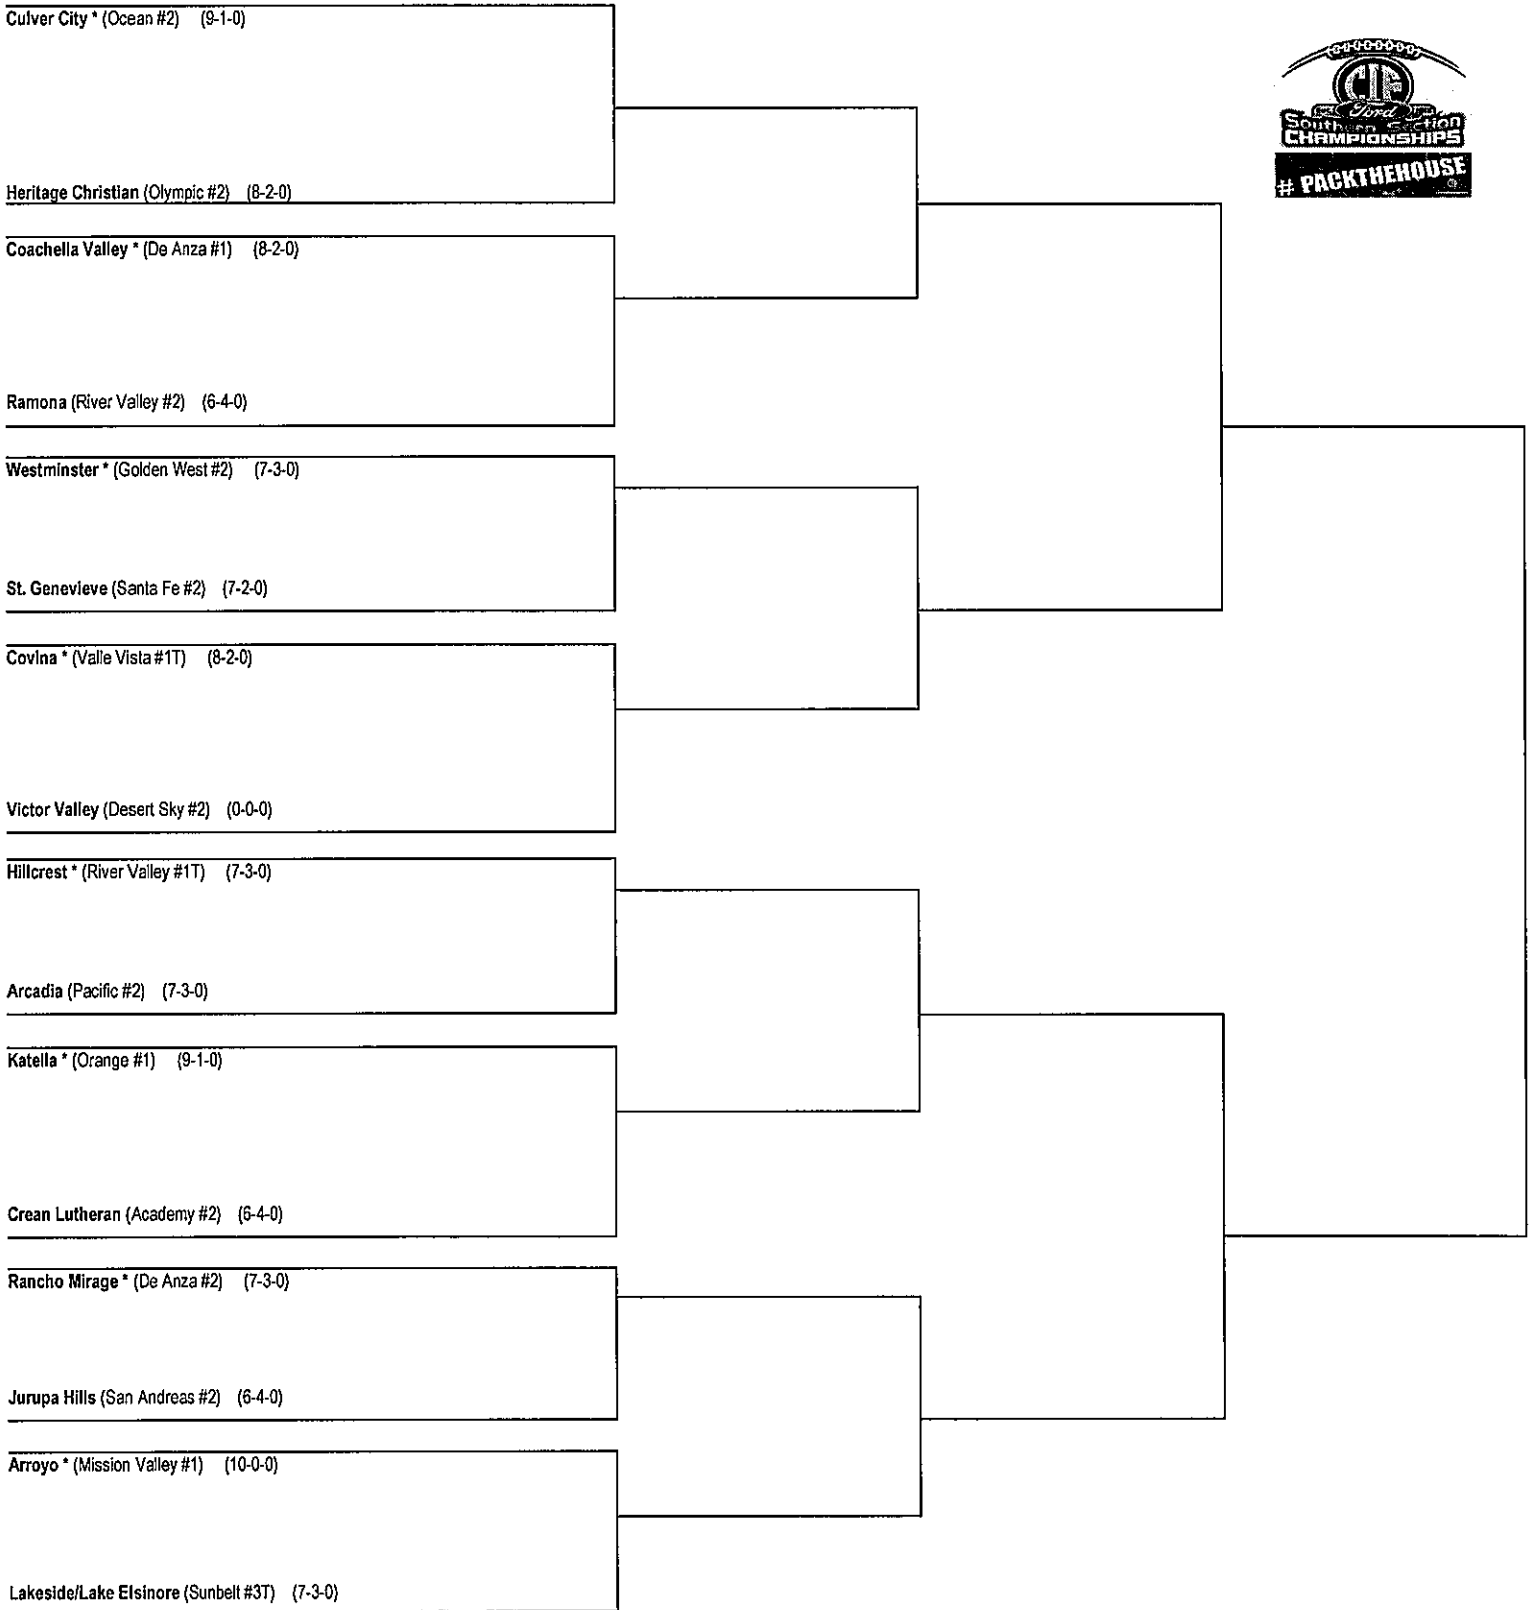 Culver City * (Ocean #2) (9-1-0)
CIF
Ford
Southern Section
CHAMPIONSHIPS
# PACKTHEHOUSE
Heritage Christian (Olympic #2) (8-2-0)
Coachella Valley * (De Anza #1) (8-2-0)
Ramona (River Valley #2) (6-4-0)
Westminster * (Golden West #2) (7-3-0)
St. Genevieve (Santa Fe #2) (7-2-0)
Covina * (Valle Vista #1T) (8-2-0)
Victor Valley (Desert Sky #2) (0-0-0)
Hillcrest * (River Valley #1T) (7-3-0)
Arcadia (Pacific #2) (7-3-0)
Katella * (Orange #1) (9-1-0)
Crean Lutheran (Academy #2) (6-4-0)
Rancho Mirage * (De Anza #2) (7-3-0)
Jurupa Hills (San Andreas #2) (6-4-0)
Arroyo * (Mission Valley #1) (10-0-0)
Lakeside/Lake Elsinore (Sunbelt #3T) (7-3-0)